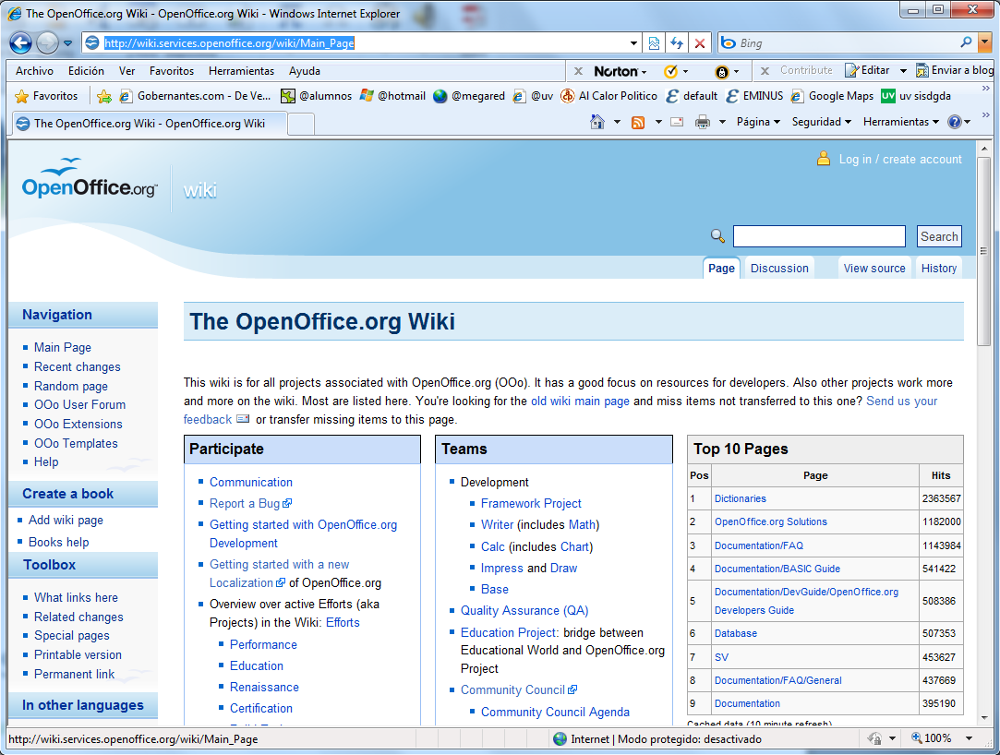 The OpenOffice.org Wiki - OpenOffice.org Wiki - Windows Internet Explorer
http://wiki.services.openoffice.org/wiki/Main_Page
Bing
Archivo Edición Ver Favoritos Herramientas Ayuda
Norton
Contribute Editar Enviar a blog
Favoritos Gobernantes.com - De Ve... @alumnos @hotmail @megared @uv Al Calor Politico default EMINUS Google Maps UV uv sisdgda
The OpenOffice.org Wiki - OpenOffice.org Wiki
Página Seguridad Herramientas
OpenOffice.org™ wiki
Log in / create account
Search
Page Discussion View source History
Navigation
Main Page
Recent changes
Random page
OOo User Forum
OOo Extensions
OOo Templates
Help
Create a book
Add wiki page
Books help
Toolbox
What links here
Related changes
Special pages
Printable version
Permanent link
In other languages
The OpenOffice.org Wiki
This wiki is for all projects associated with OpenOffice.org (OOo). It has a good focus on resources for developers. Also other projects work more
and more on the wiki. Most are listed here. You're looking for the old wiki main page and miss items not transferred to this one? Send us your
feedback or transfer missing items to this page.
Participate
Communication
Report a Bug
Getting started with OpenOffice.org
Development
Getting started with a new
Localization of OpenOffice.org
Overview over active Efforts (aka
Projects) in the Wiki: Efforts
Performance
Education
Renaissance
Certification
Teams
Development
Framework Project
Writer (includes Math)
Calc (includes Chart)
Impress and Draw
Base
Quality Assurance (QA)
Education Project: bridge between
Educational World and OpenOffice.org
Project
Community Council
Community Council Agenda
Top 10 Pages
Pos Page Hits
1 Dictionaries 2363567
2 OpenOffice.org Solutions 1182000
3 Documentation/FAQ 1143984
4 Documentation/BASIC Guide 541422
5 Documentation/DevGuide/OpenOffice.org
Developers Guide 508386
6 Database 507353
7 SV 453627
8 Documentation/FAQ/General 437669
9 Documentation 395190
Cached data (10 minute refresh)
http://wiki.services.openoffice.org/wiki/Main_Page
Internet | Modo protegido: desactivado
100%